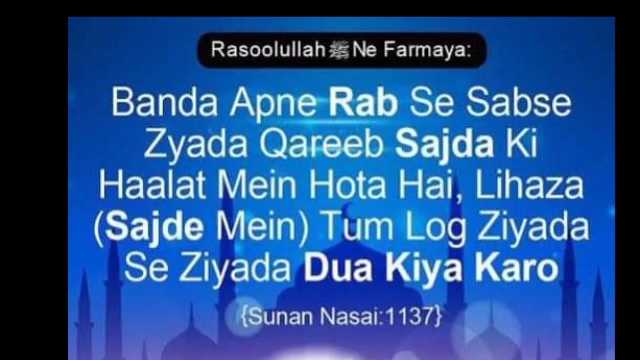 Rasoolullah ﷺ Ne Farmaya:
Banda Apne Rab Se Sabse
Zyada Qareeb Sajda Ki
Haalat Mein Hota Hai, Lihaza
(Sajde Mein) Tum Log Ziyada
Se Ziyada Dua Kiya Karo
{Sunan Nasai:1137}